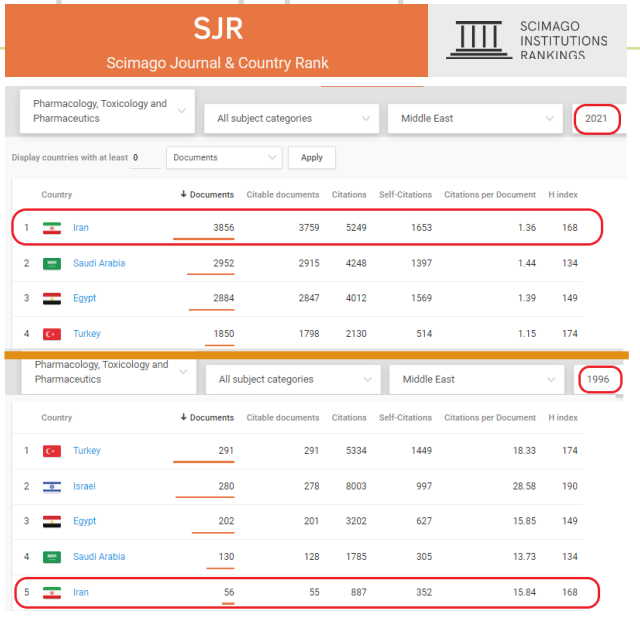 SJR
Scimago Journal & Country Rank
SCIMAGO
INSTITUTIONS
RANKINGS
Pharmacology, Toxicology and
Pharmaceutics
All subject categories
Middle East
2021
Display countries with at least 0 Documents Apply
Country Documents Citable documents Citations Self-Citations Citations per Document H index
1 Iran 3856 3759 5249 1653 1.36 168
2 Saudi Arabia 2952 2915 4248 1397 1.44 134
3 Egypt 2884 2847 4012 1569 1.39 149
4 Turkey 1850 1798 2130 514 1.15 174
Pharmacology, Toxicology and
Pharmaceutics
All subject categories
Middle East
1996
Country Documents Citable documents Citations Self-Citations Citations per Document H index
1 Turkey 291 291 5334 1449 18.33 174
2 Israel 280 278 8003 997 28.58 190
3 Egypt 202 201 3202 627 15.85 149
4 Saudi Arabia 130 128 1785 305 13.73 134
5 Iran 56 55 887 352 15.84 168